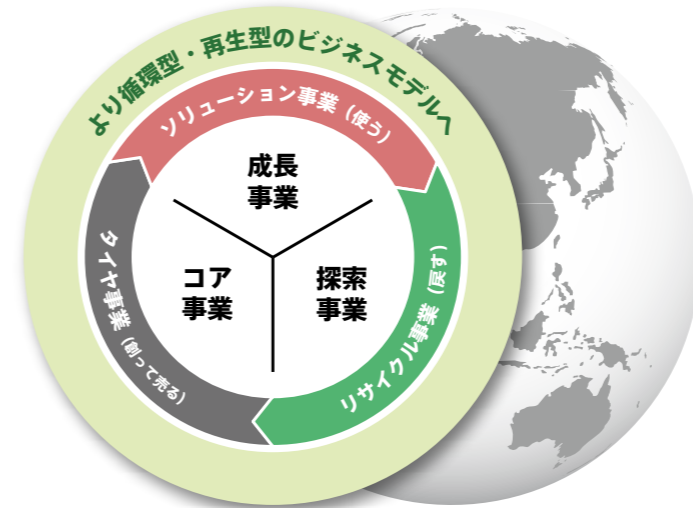 より循環型・再生型のビジネスモデルへ
ソリューション事業（使う）
成長
事業
コア
事業
探索
事業
タイヤ事業（創って売る）
リサイクル事業（戻す）